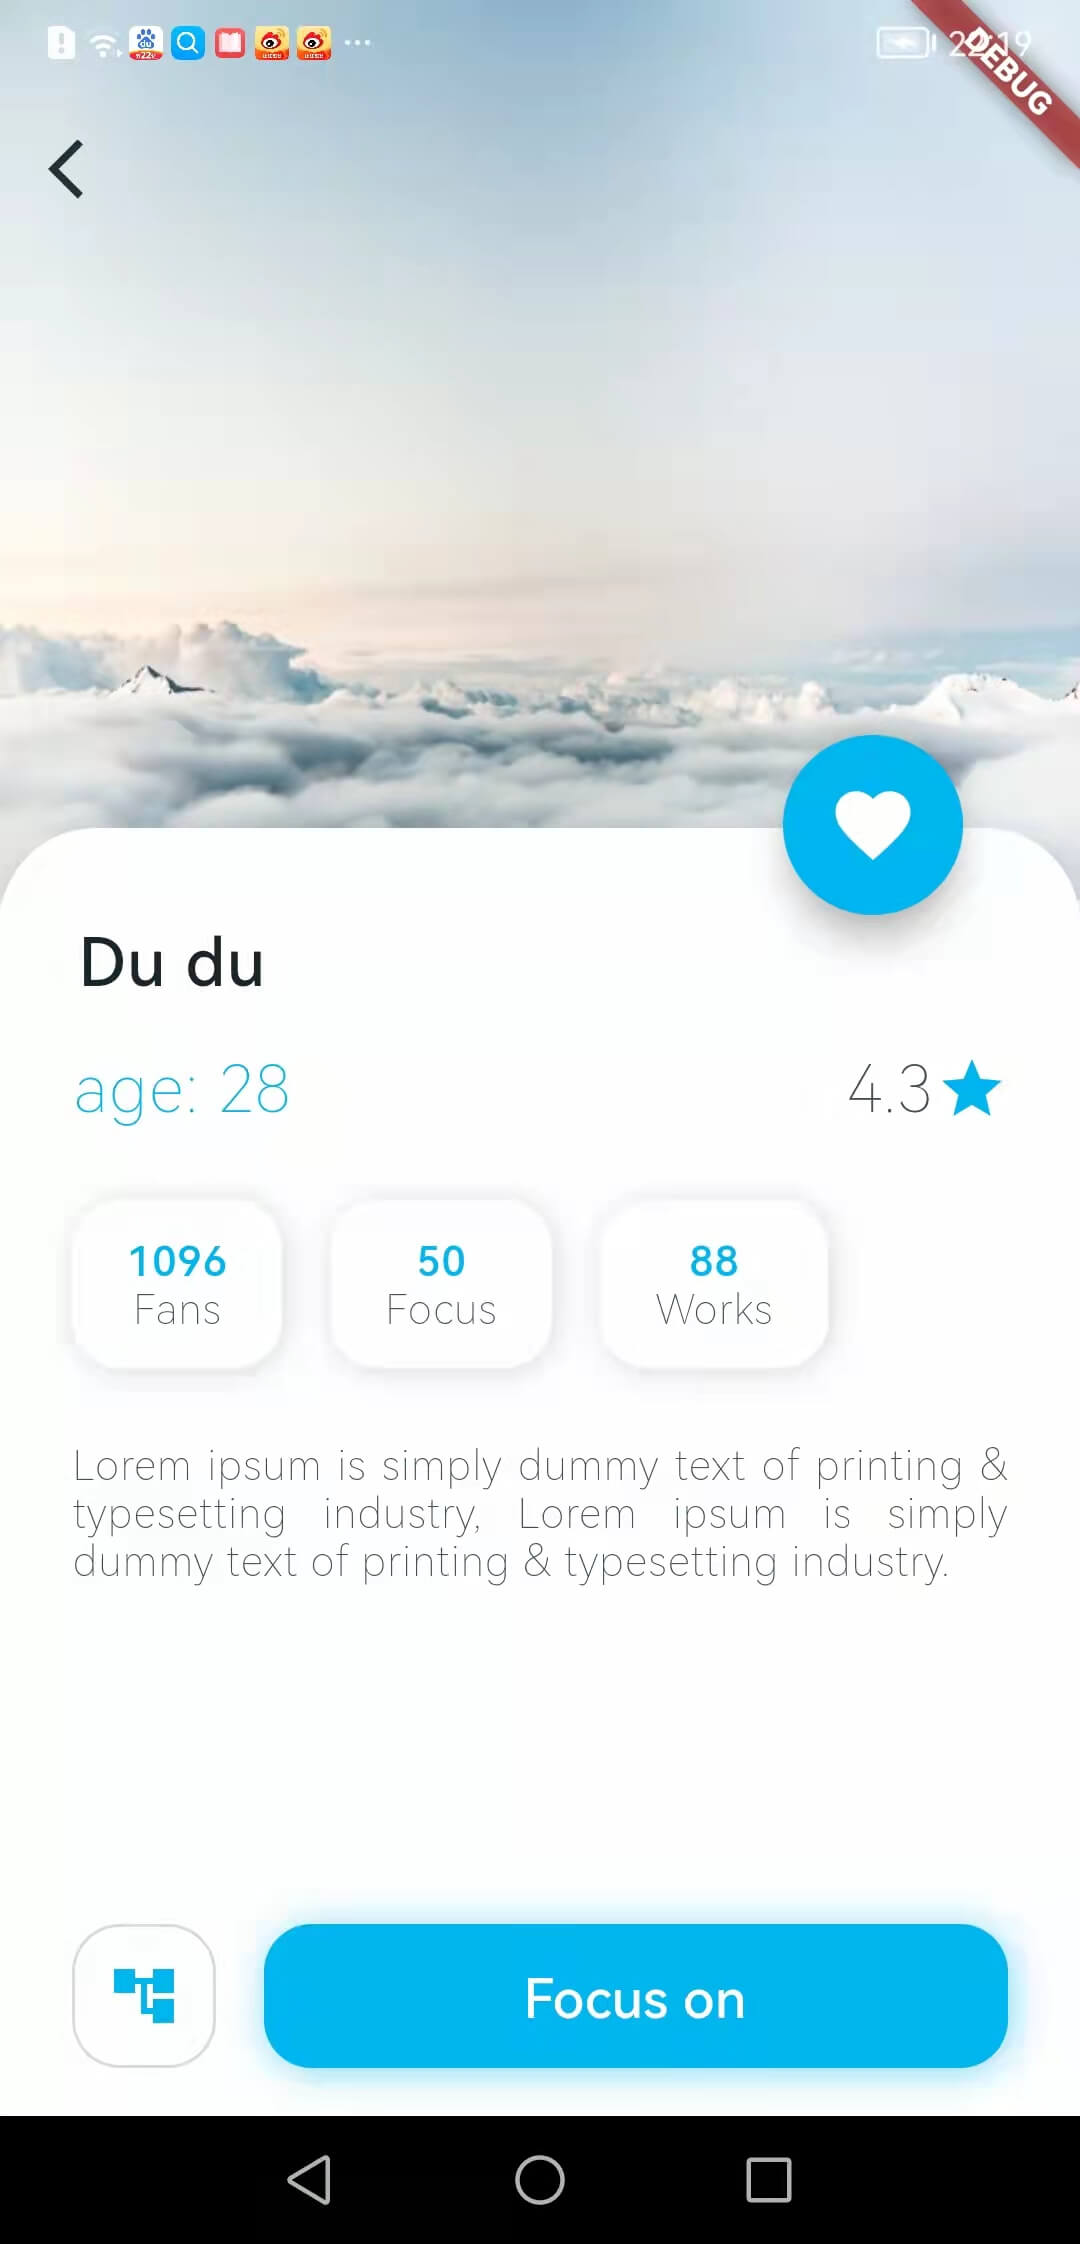 22:19
DEBUG
Du du
age: 28
4.3
1096
Fans
50
Focus
88
Works
Lorem ipsum is simply dummy text of printing &
typesetting industry, Lorem ipsum is simply
dummy text of printing & typesetting industry.
Focus on